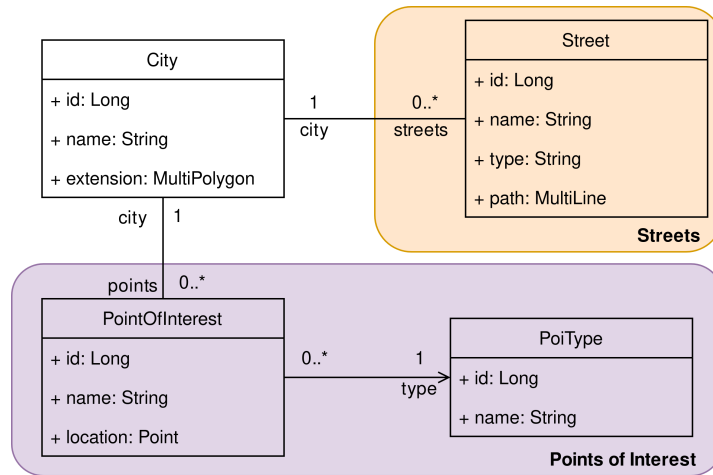 City
+ id: Long
+ name: String
+ extension: MultiPolygon
1
city
0..*
streets
Street
+ id: Long
+ name: String
+ type: String
+ path: MultiLine
Streets
city
1
points
0..*
PointOfInterest
+ id: Long
+ name: String
+ location: Point
0..*
1
type
PoiType
+ id: Long
+ name: String
Points of Interest